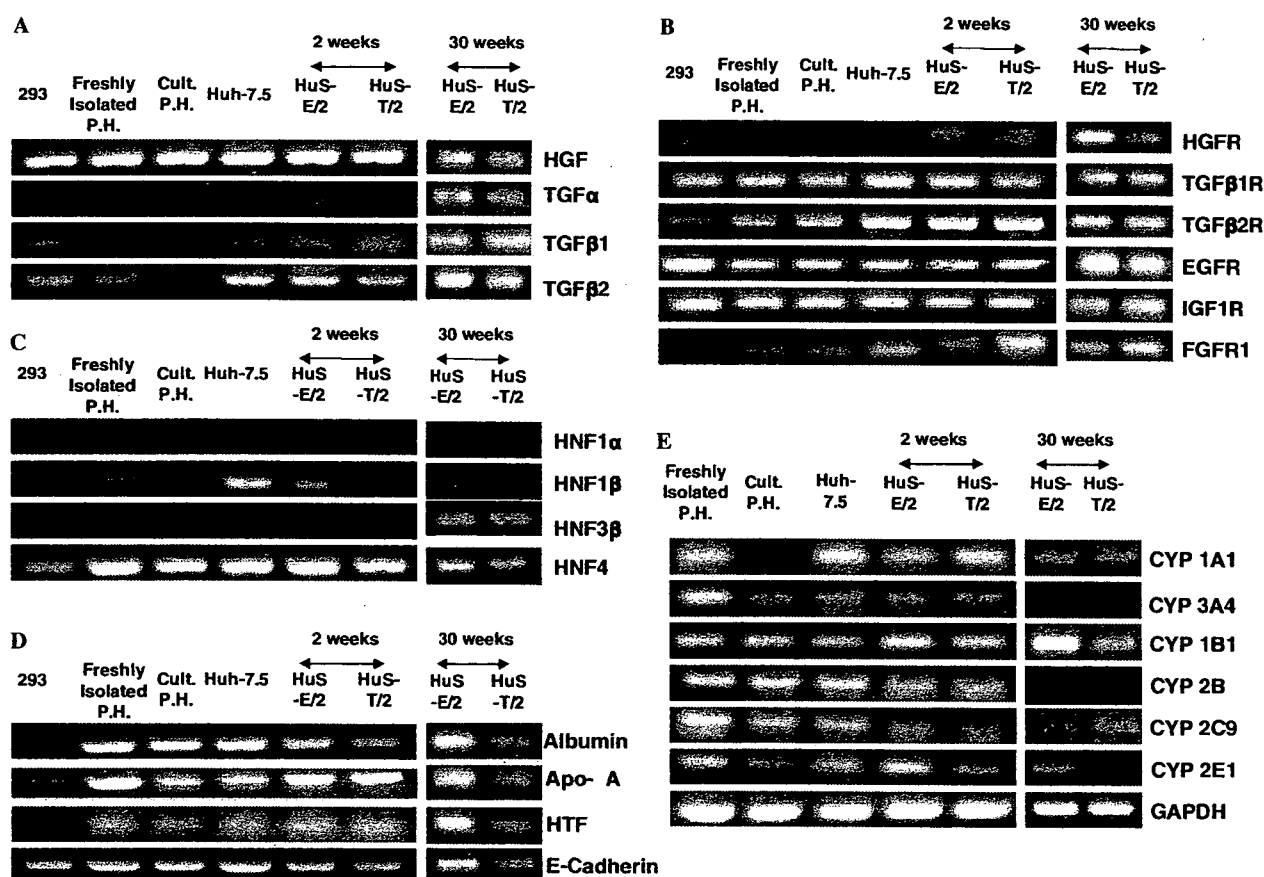 A
2 weeks
30 weeks
293
Freshly
Isolated
P.H.
Cult.
P.H.
Huh-7.5
HuS-
E/2
HuS-
T/2
HuS-
E/2
HuS-
T/2
HGF
TGFα
TGFβ1
TGFβ2
B
2 weeks
30 weeks
293
Freshly
Isolated
P.H.
Cult.
P.H.
Huh-7.5
HuS-
E/2
HuS-
T/2
HuS-
E/2
HuS-
T/2
HGFR
TGFβ1R
TGFβ2R
EGFR
IGF1R
FGFR1
C
2 weeks
30 weeks
293
Freshly
Isolated
P.H.
Cult.
P.H.
Huh-7.5
HuS
-E/2
HuS
-T/2
HuS
-E/2
HuS
-T/2
HNF1α
HNF1β
HNF3β
HNF4
D
2 weeks
30 weeks
293
Freshly
Isolated
P.H.
Cult.
P.H.
Huh-7.5
HuS
-E/2
HuS-
T/2
HuS
-E/2
HuS
-T/2
Albumin
Apo- A
HTF
E-Cadherin
E
2 weeks
30 weeks
Freshly
Isolated
P.H.
Cult.
P.H.
Huh-
7.5
HuS-
E/2
HuS-
T/2
HuS-
E/2
HuS-
T/2
CYP 1A1
CYP 3A4
CYP 1B1
CYP 2B
CYP 2C9
CYP 2E1
GAPDH